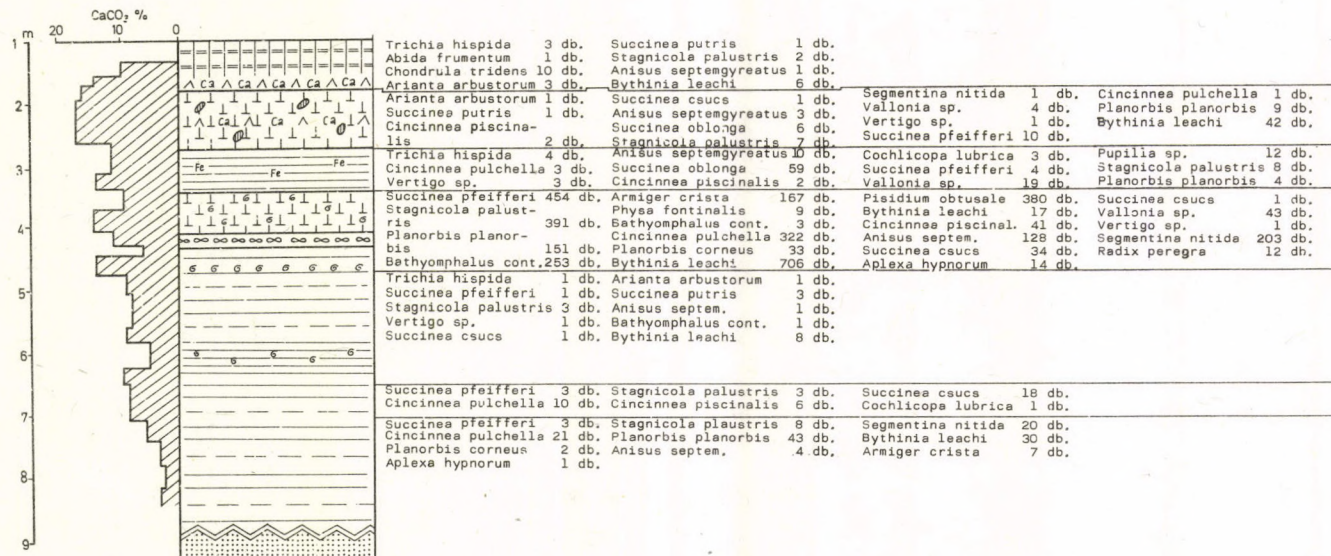 CaCO₂ %
m 20 10 0
1
2
3
4
5
6
7
8
9
^ Ca ^ Ca ^ Ca ^ Ca ^ Ca ^
Ca Ca
Fe Fe
Fe
Trichia hispida 3 db. Succinea putris 1 db.
Abida frumentum 1 db. Stagnicola palustris 2 db.
Chondrula tridens 10 db. Anisus septemgyreatus 1 db.
Arianta arbustorum 3 db. Bythinia leachi 6 db.
Arianta arbustorum 1 db. Succinea csucs 1 db. Segmentina nitida 1 db. Cincinnea pulchella 1 db.
Succinea putris 1 db. Anisus septemgyreatus 3 db. Vallonia sp. 4 db. Planorbis planorbis 9 db.
Cincinnea piscina- Succinea oblonga 6 db. Vertigo sp. 1 db. Bythinia leachi 42 db.
lis 2 db. Stagnicola palustris 7 db. Succinea pfeifferi 10 db.
Trichia hispida 4 db. Anisus septemgyreatus 10 db. Cochlicopa lubrica 3 db. Pupilia sp. 12 db.
Cincinnea pulchella 3 db. Succinea oblonga 59 db. Succinea pfeifferi 4 db. Stagnicola palustris 8 db.
Vertigo sp. 3 db. Cincinnea piscinalis 2 db. Vallonia sp. 19 db. Planorbis planorbis 4 db.
Succinea pfeifferi 454 db. Armiger crista 167 db. Pisidium obtusale 380 db. Succinea csucs 1 db.
Stagnicola palust- Physa fontinalis 9 db. Bythinia leachi 17 db. Vallonia sp. 43 db.
ris 391 db. Bathyomphalus cont. 3 db. Cincinnea piscinal. 41 db. Vertigo sp. 1 db.
Planorbis planor- Cincinnea pulchella 322 db. Anisus septem. 128 db. Segmentina nitida 203 db.
bis 151 db. Planorbis corneus 33 db. Succinea csucs 34 db. Radix peregra 12 db.
Bathyomphalus cont. 253 db. Bythinia leachi 706 db. Aplexa hypnorum 14 db.
Trichia hispida 1 db. Arianta arbustorum 1 db.
Succinea pfeifferi 1 db. Succinea putris 3 db.
Stagnicola palustris 3 db. Anisus septem. 1 db.
Vertigo sp. 1 db. Bathyomphalus cont. 1 db.
Succinea csucs 1 db. Bythinia leachi 8 db.
Succinea pfeifferi 3 db. Stagnicola palustris 3 db. Succinea csucs 18 db.
Cincinnea pulchella 10 db. Cincinnea piscinalis 6 db. Cochlicopa lubrica 1 db.
Succinea pfeifferi 3 db. Stagnicola plaustris 8 db. Segmentina nitida 20 db.
Cincinnea pulchella 21 db. Planorbis planorbis 43 db. Bythinia leachi 30 db.
Planorbis corneus 2 db. Anisus septem. 4 db. Armiger crista 7 db.
Aplexa hypnorum 1 db.